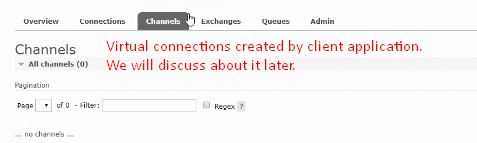 Overview Connections Channels Exchanges Queues Admin
Channels
Virtual connections created by client application.
All channels (0)
We will discuss about it later.
Pagination
Page of 0 - Filter: Regex ?
... no channels ...